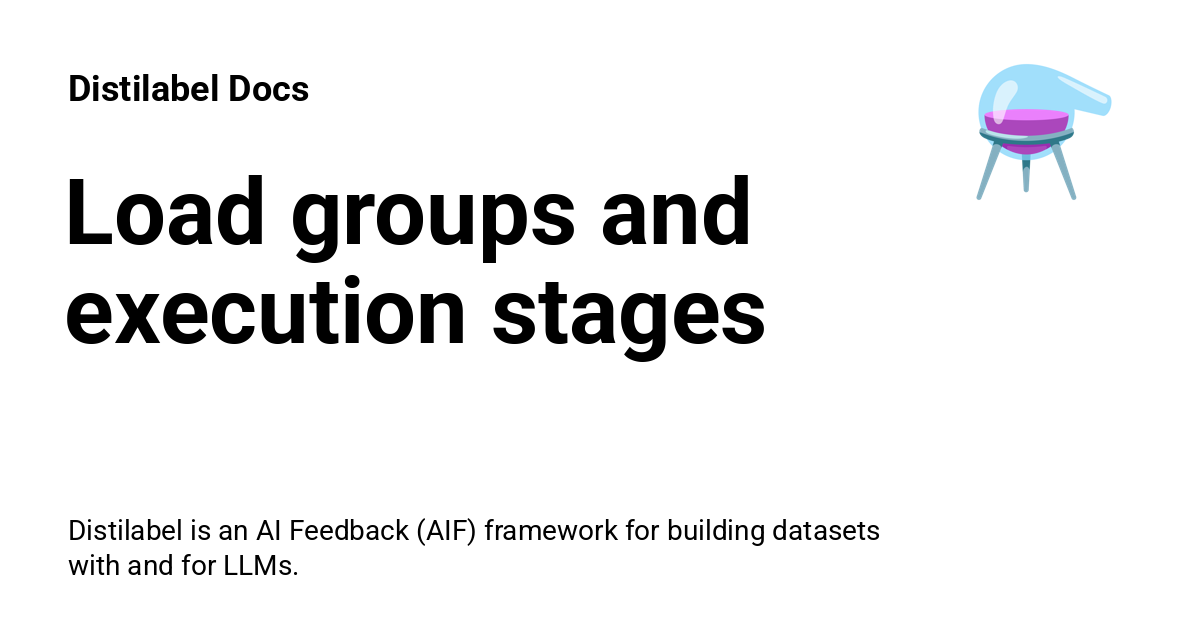 Distilabel Docs
Load groups and
execution stages
Distilabel is an AI Feedback (AIF) framework for building datasets
with and for LLMs.